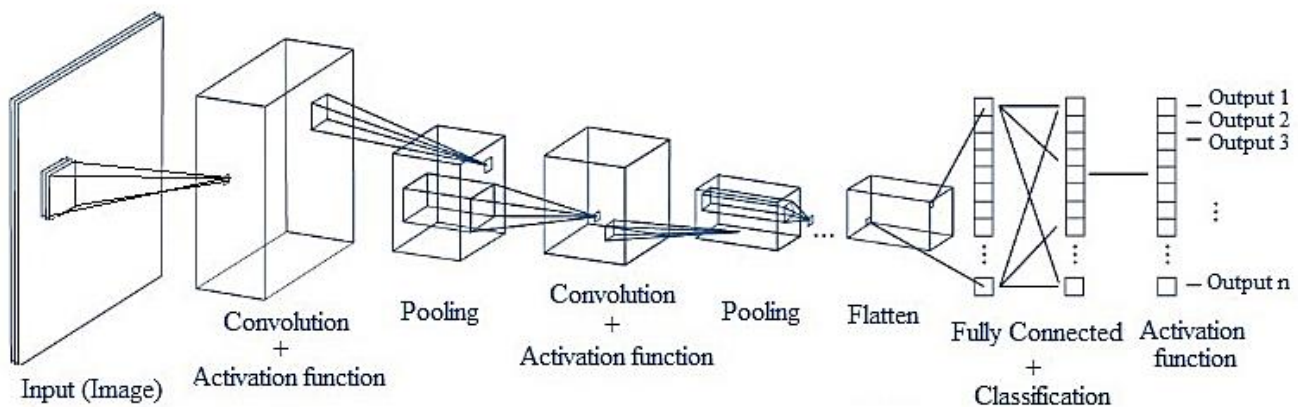 Input (Image)
Convolution
+
Activation function
Pooling
Convolution
+
Activation function
Pooling
...
Flatten
Fully Connected
+
Classification
Activation
function
Output 1
Output 2
Output 3
Output n